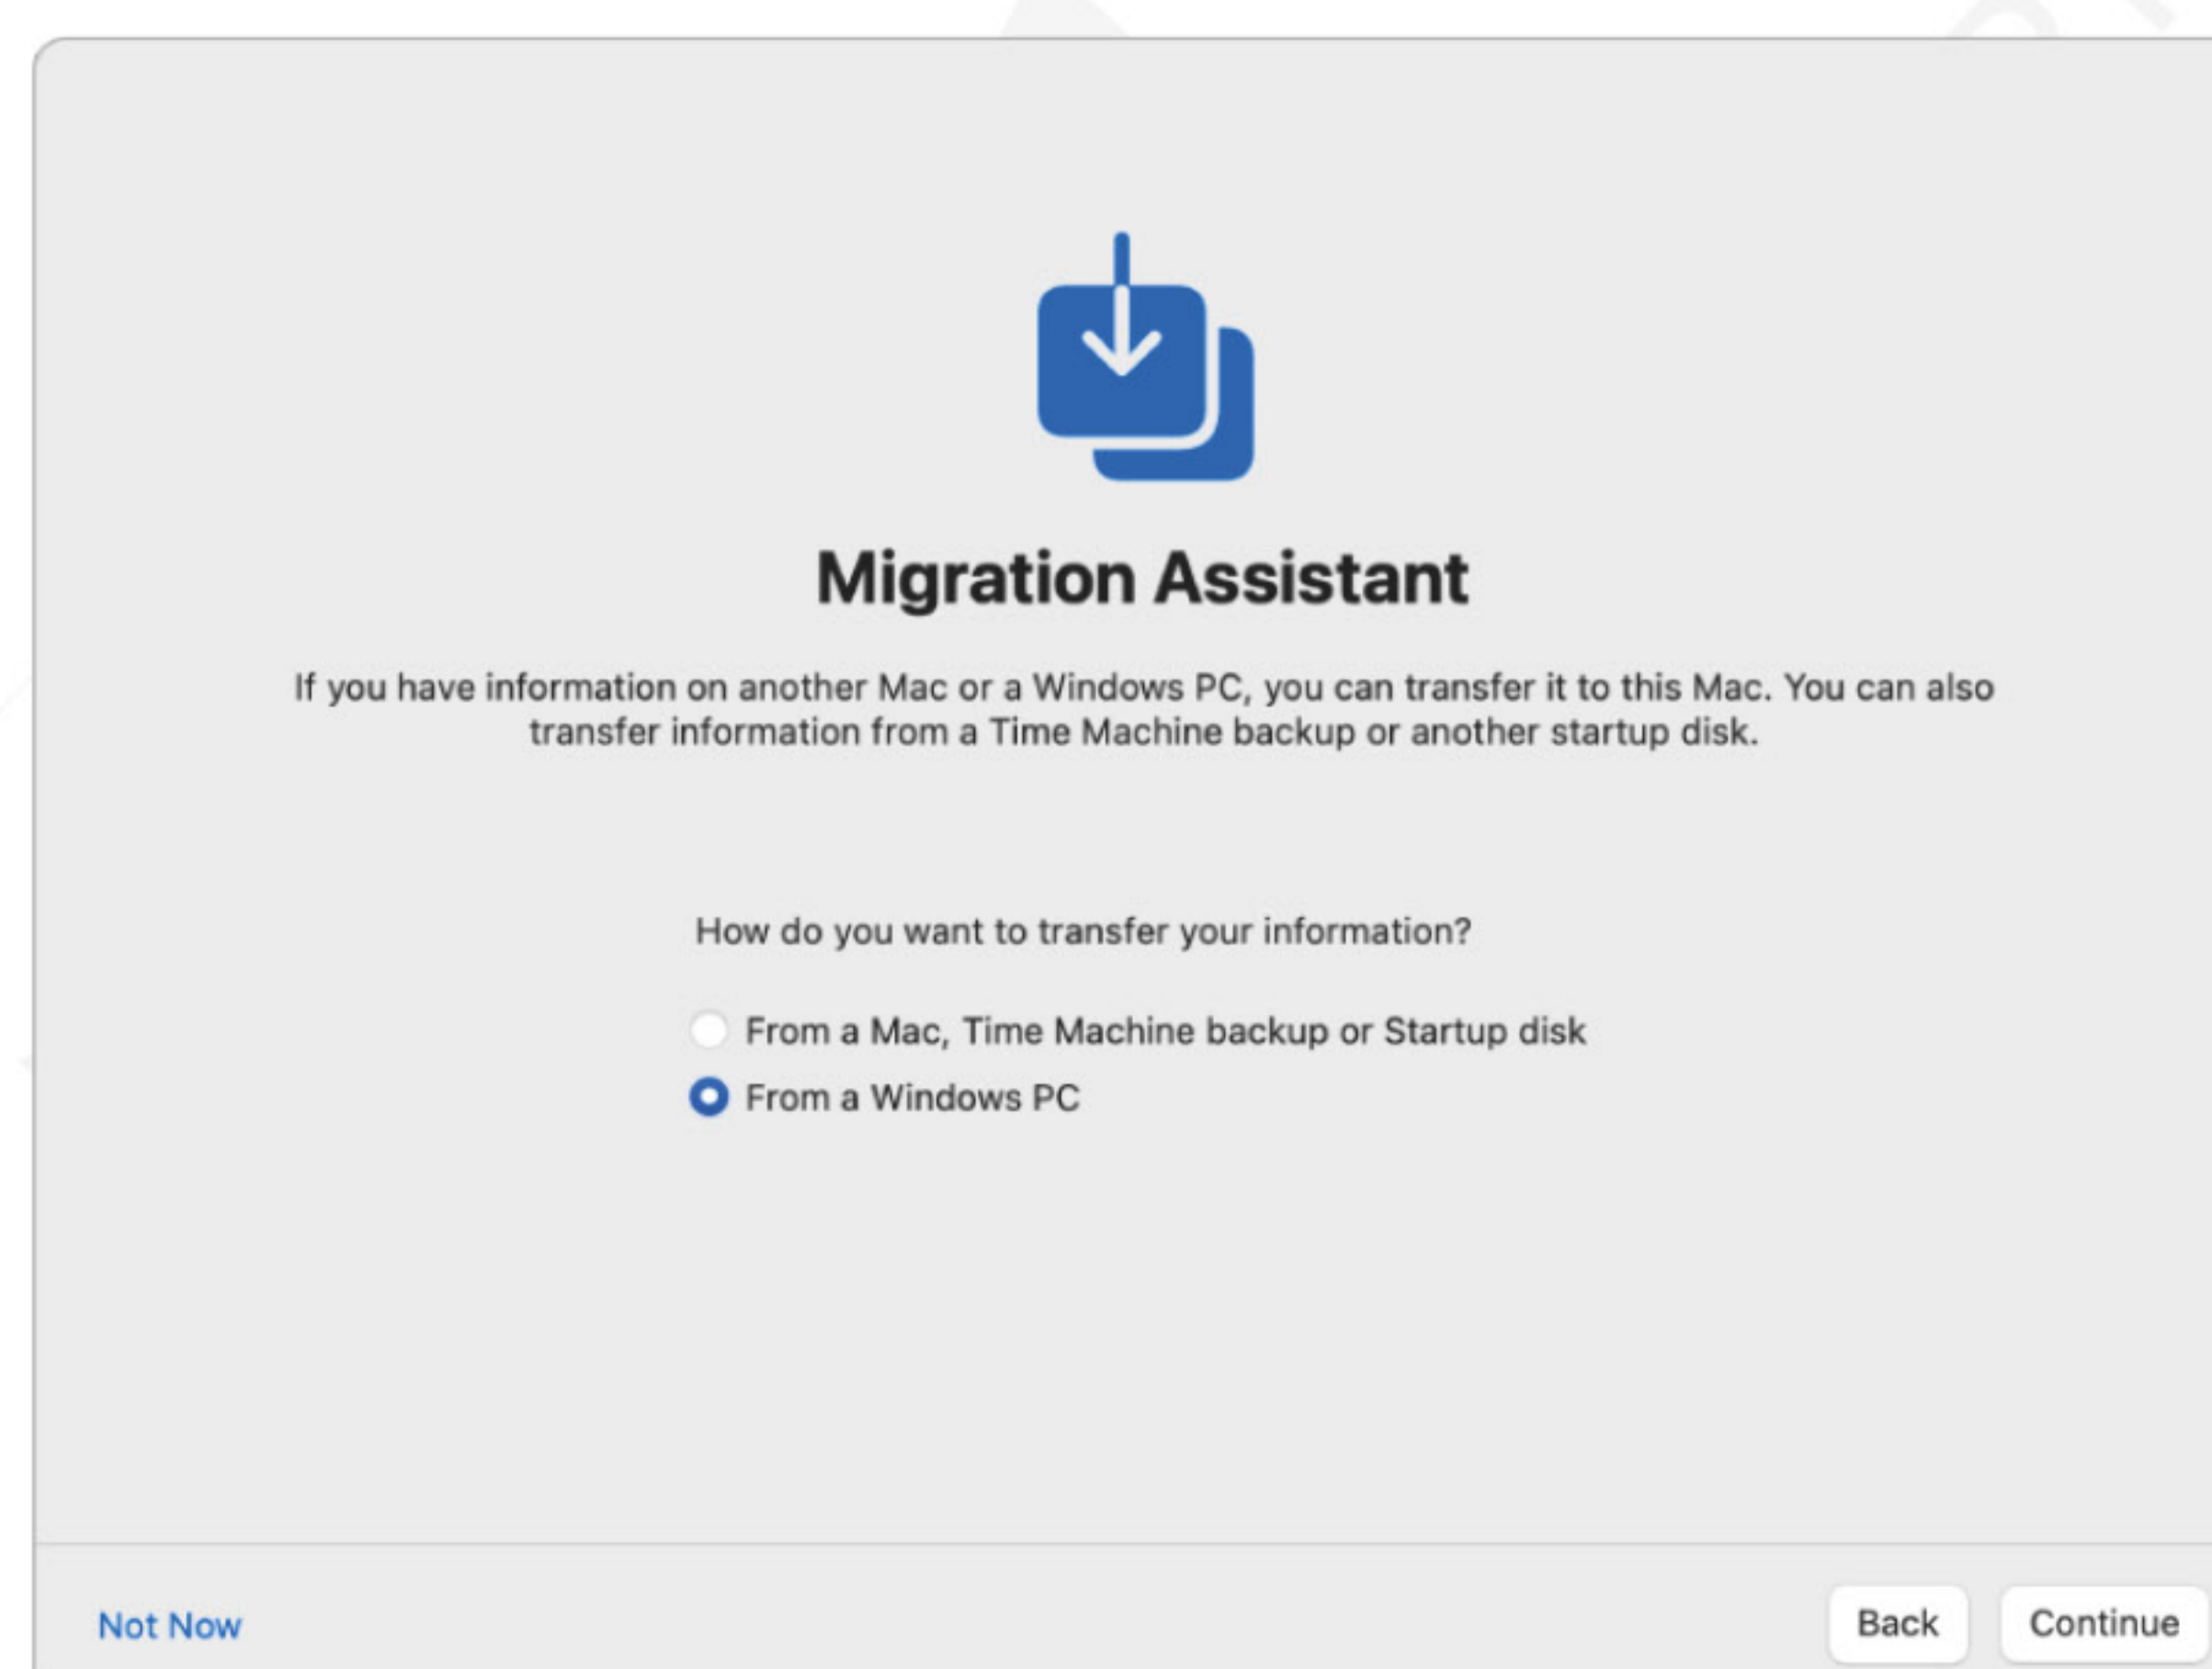 Migration Assistant
If you have information on another Mac or a Windows PC, you can transfer it to this Mac. You can also
transfer information from a Time Machine backup or another startup disk.
How do you want to transfer your information?
From a Mac, Time Machine backup or Startup disk
From a Windows PC
Not Now
Back
Continue